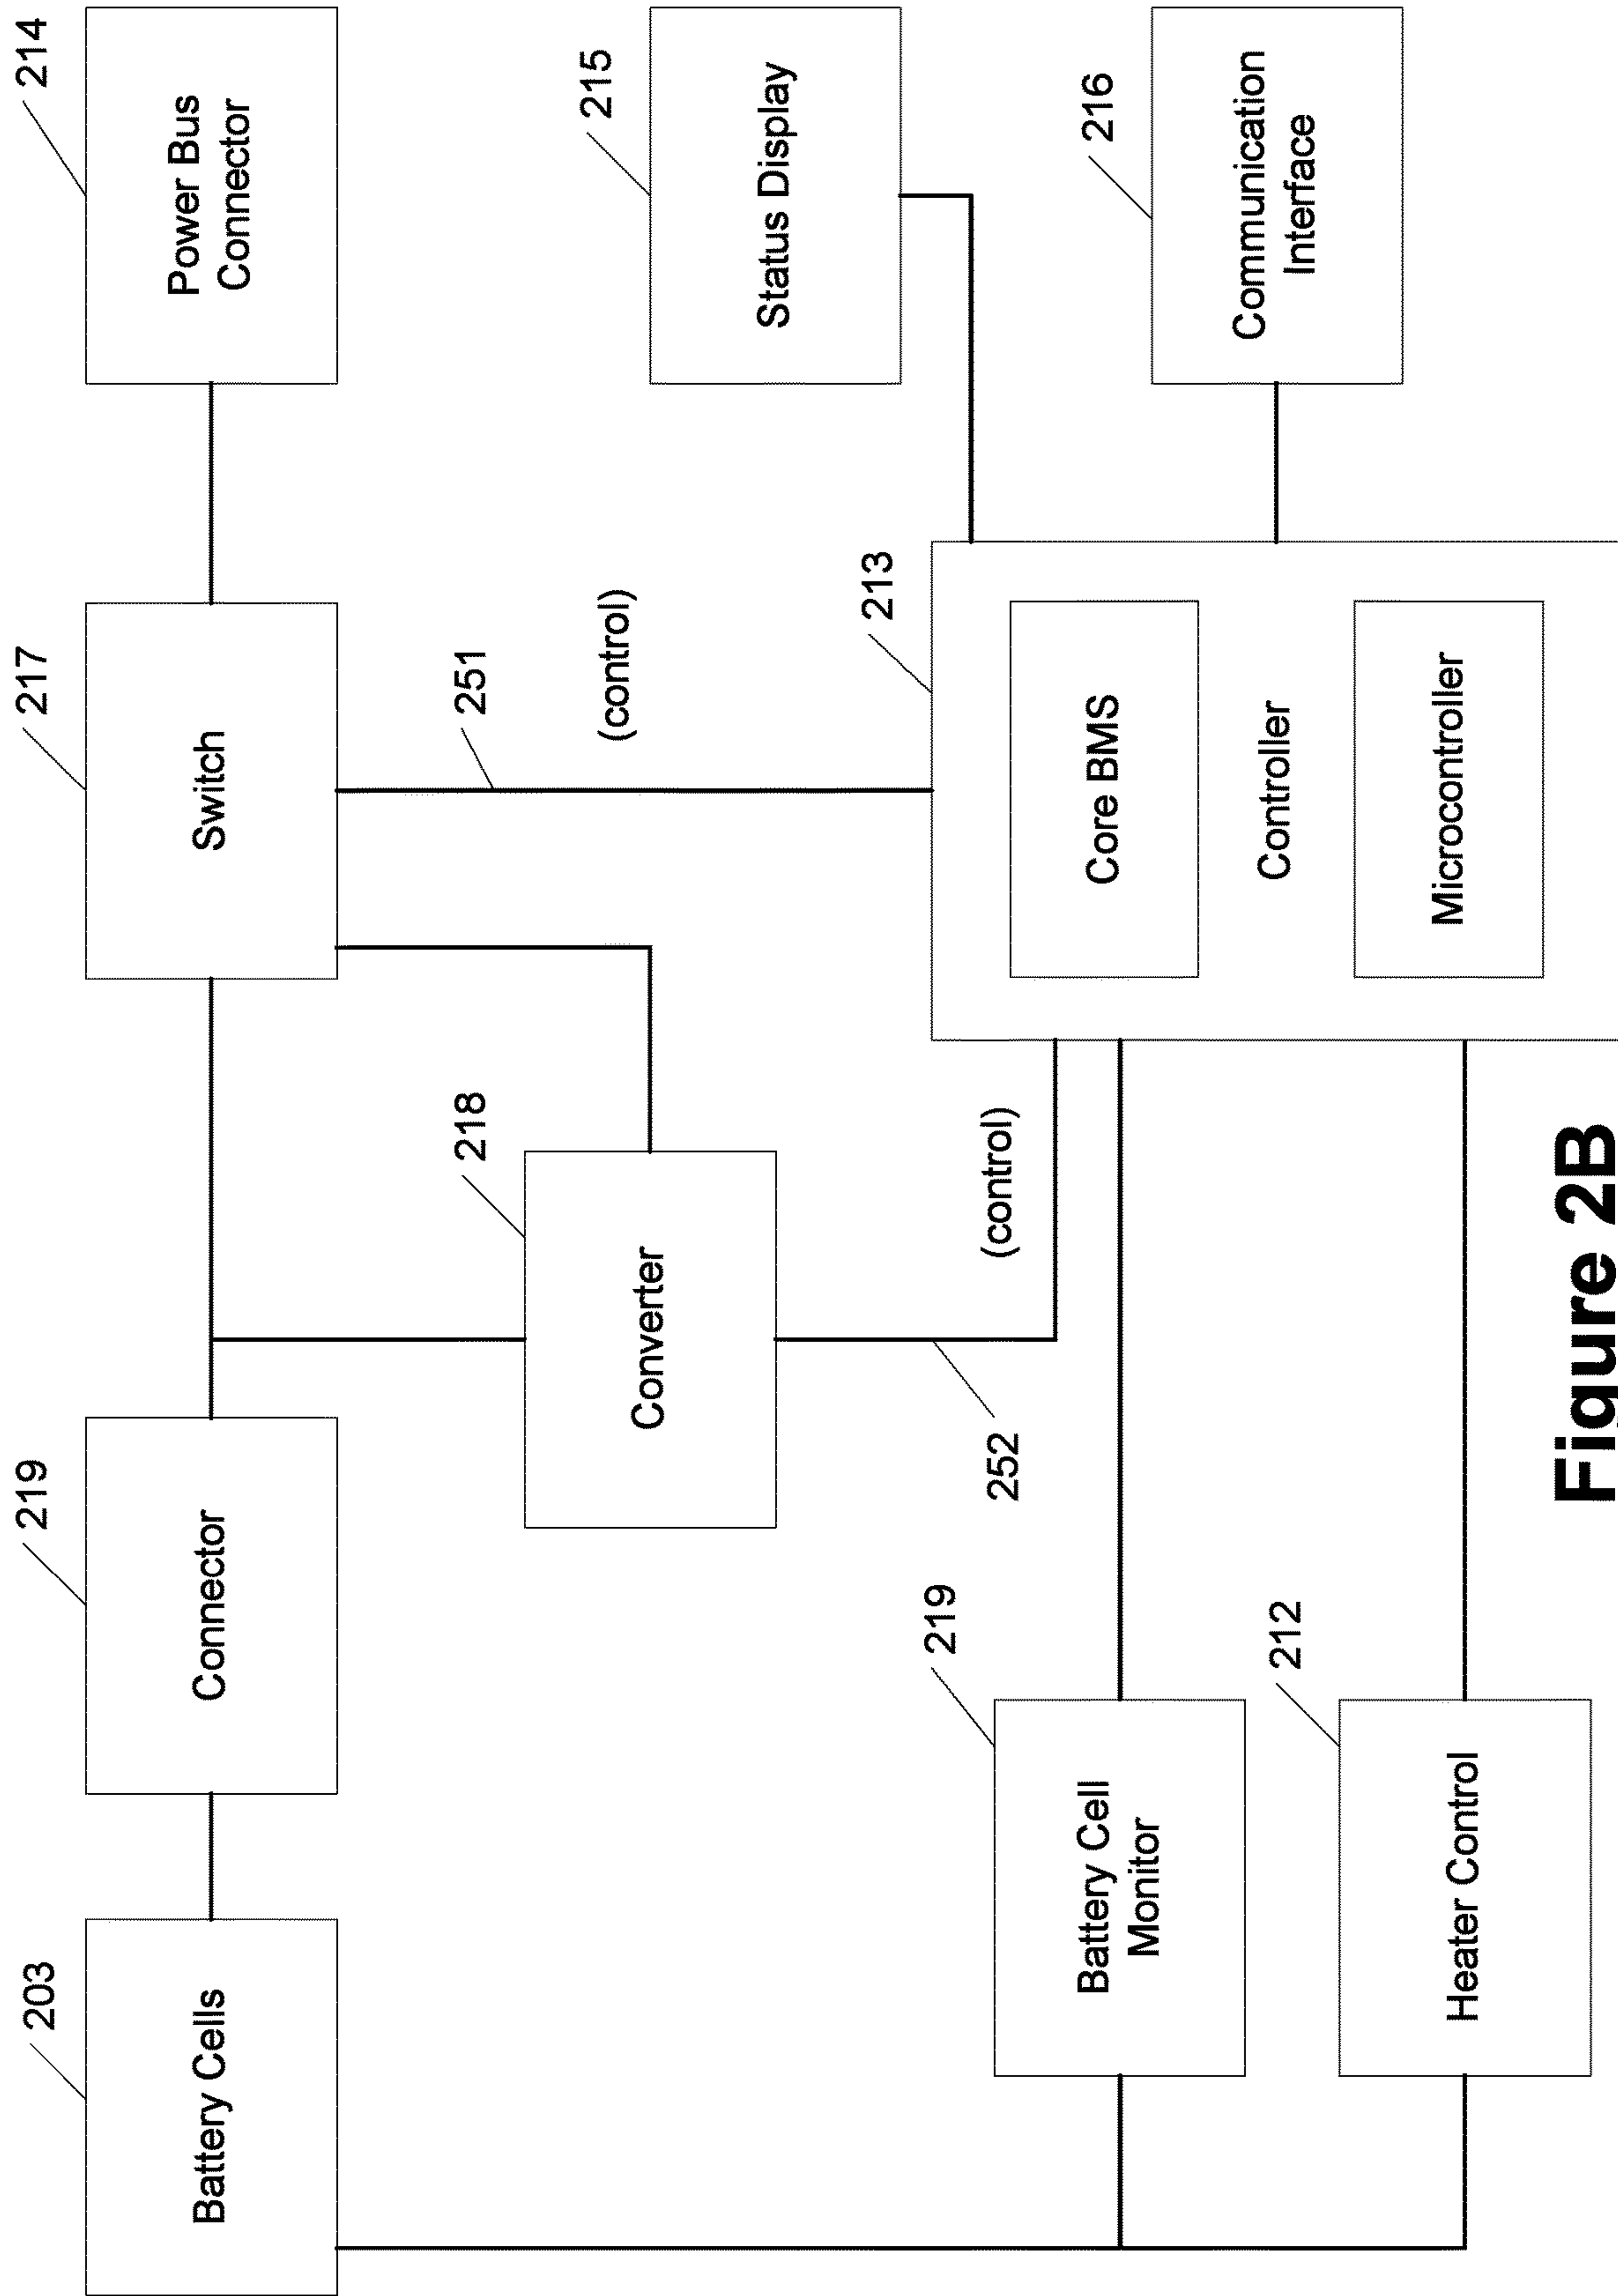 203
Battery Cells
219
Connector
217
Switch
214
Power Bus
Connector
218
Converter
251
(control)
215
Status Display
252
(control)
219
Battery Cell
Monitor
213
Core BMS
Controller
Microcontroller
216
Communication
Interface
212
Heater Control
Figure 2B